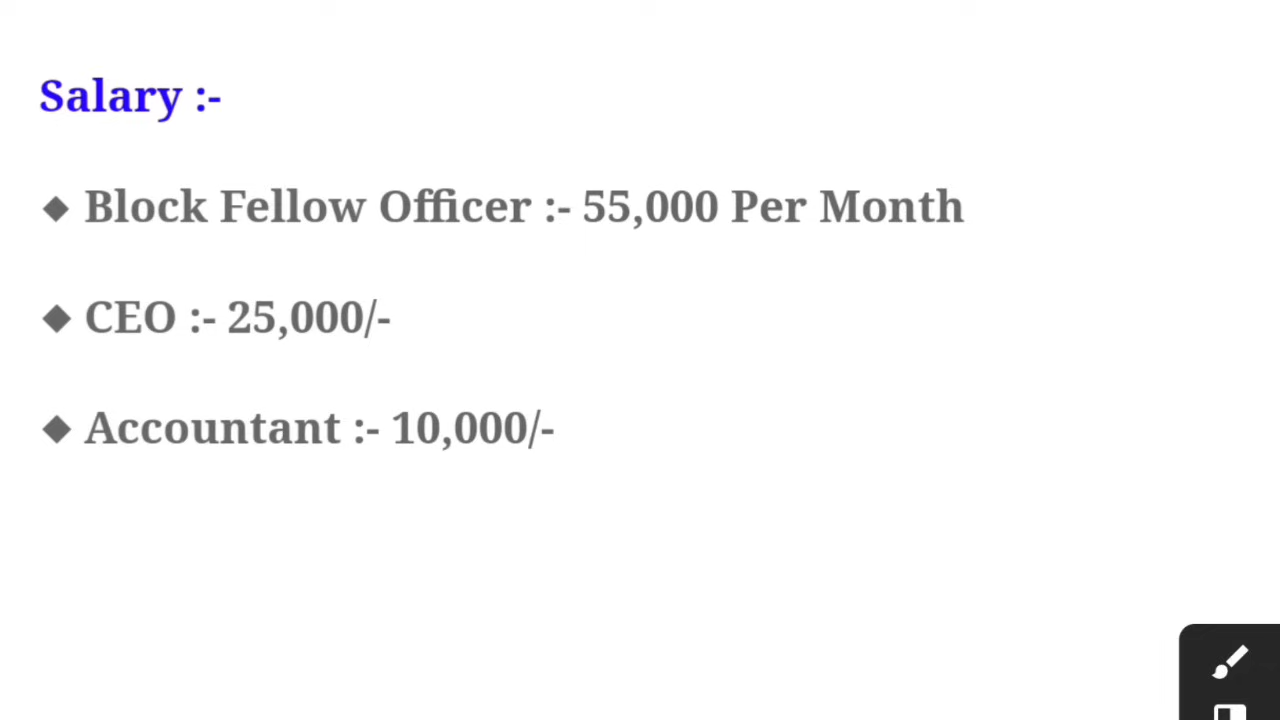 Salary :-
◆ Block Fellow Officer :- 55,000 Per Month
◆ CEO :- 25,000/-
◆ Accountant :- 10,000/-